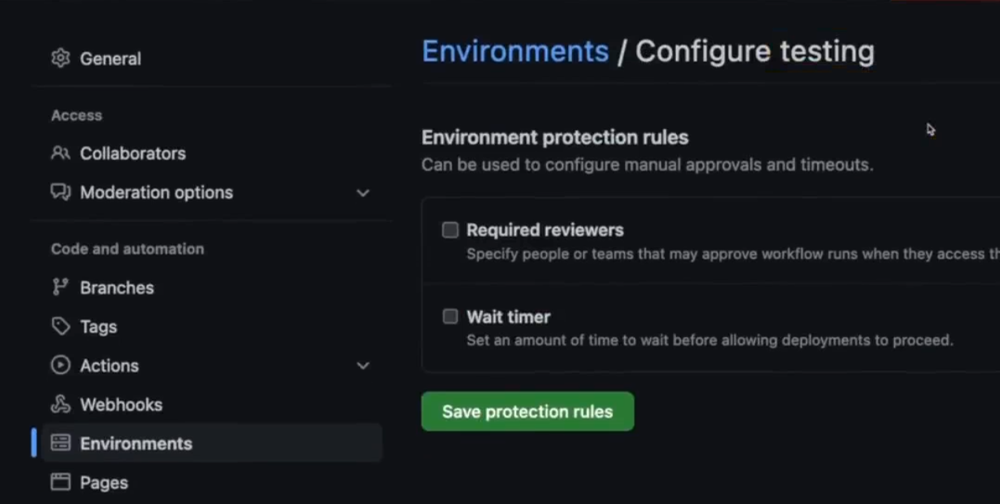 General
Access
Collaborators
Moderation options
Code and automation
Branches
Tags
Actions
Webhooks
Environments
Pages
Environments / Configure testing
Environment protection rules
Can be used to configure manual approvals and timeouts.
Required reviewers
Specify people or teams that may approve workflow runs when they access
Wait timer
Set an amount of time to wait before allowing deployments to proceed.
Save protection rules